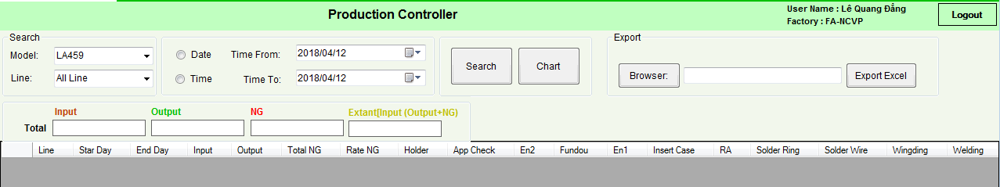 Production Controller
User Name : Lê Quang Đẳng
Factory : FA-NCVP
Logout
Search
Model: LA459
Line: All Line
Date Time From: 2018/04/12
Time Time To: 2018/04/12
Search Chart
Export
Browser: Export Excel
Input Output NG Extant[Input (Output+NG)
Total
Line Star Day End Day Input Output Total NG Rate NG Holder App Check En2 Fundou En1 Insert Case RA Solder Ring Solder Wire Wingding Welding